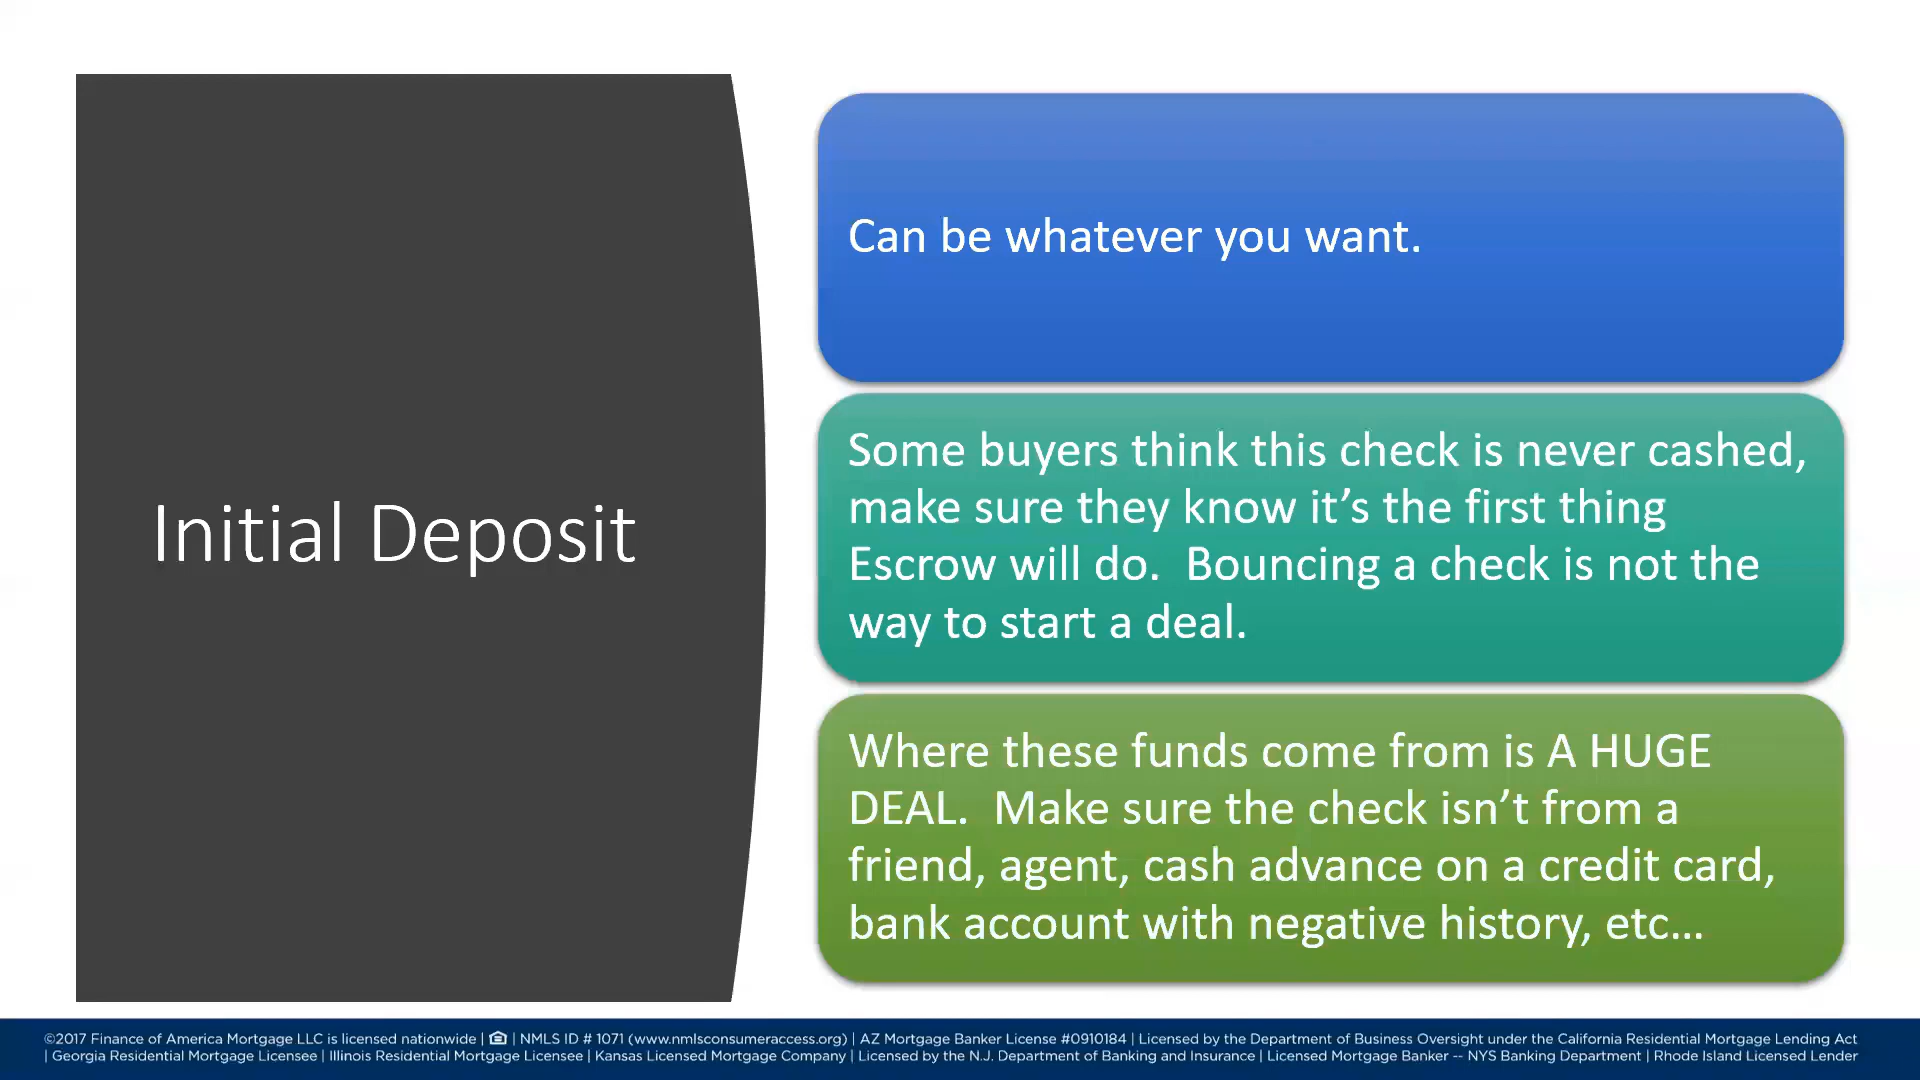 Initial Deposit
Can be whatever you want.
Some buyers think this check is never cashed,
make sure they know it’s the first thing
Escrow will do.  Bouncing a check is not the
way to start a deal.
Where these funds come from is A HUGE
DEAL.  Make sure the check isn’t from a
friend, agent, cash advance on a credit card,
bank account with negative history, etc…
©2017 Finance of America Mortgage LLC is licensed nationwide | | NMLS ID # 1071 (www.nmlsconsumeraccess.org) | AZ Mortgage Banker License #0910184 | Licensed by the Department of Business Oversight under the California Residential Mortgage Lending Act
| Georgia Residential Mortgage Licensee | Illinois Residential Mortgage Licensee | Kansas Licensed Mortgage Company | Licensed by the N.J. Department of Banking and Insurance | Licensed Mortgage Banker -- NYS Banking Department | Rhode Island Licensed Lender